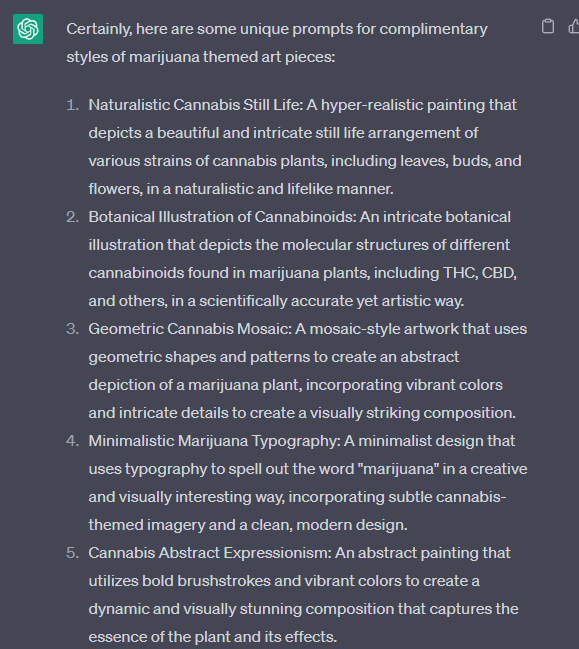 Certainly, here are some unique prompts for complimentary
styles of marijuana themed art pieces:
1. Naturalistic Cannabis Still Life: A hyper-realistic painting that
depicts a beautiful and intricate still life arrangement of
various strains of cannabis plants, including leaves, buds, and
flowers, in a naturalistic and lifelike manner.
2. Botanical Illustration of Cannabinoids: An intricate botanical
illustration that depicts the molecular structures of different
cannabinoids found in marijuana plants, including THC, CBD,
and others, in a scientifically accurate yet artistic way.
3. Geometric Cannabis Mosaic: A mosaic-style artwork that uses
geometric shapes and patterns to create an abstract
depiction of a marijuana plant, incorporating vibrant colors
and intricate details to create a visually striking composition.
4. Minimalistic Marijuana Typography: A minimalist design that
uses typography to spell out the word "marijuana" in a creative
and visually interesting way, incorporating subtle cannabis-
themed imagery and a clean, modern design.
5. Cannabis Abstract Expressionism: An abstract painting that
utilizes bold brushstrokes and vibrant colors to create a
dynamic and visually stunning composition that captures the
essence of the plant and its effects.